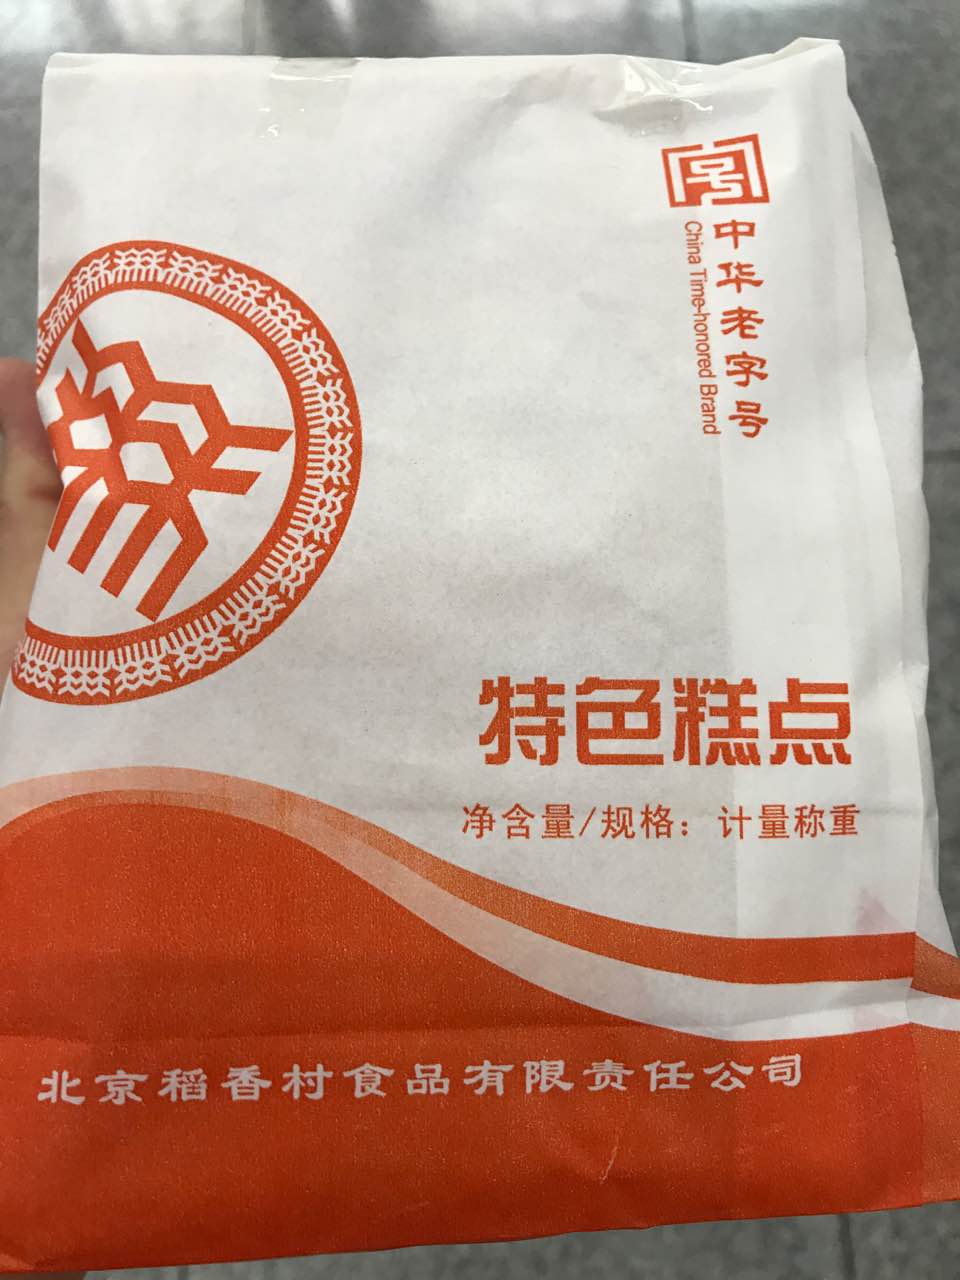 号
中华老字号
China Time-honored Brand
特色糕点
净含量/规格：计量称重
北京稻香村食品有限责任公司